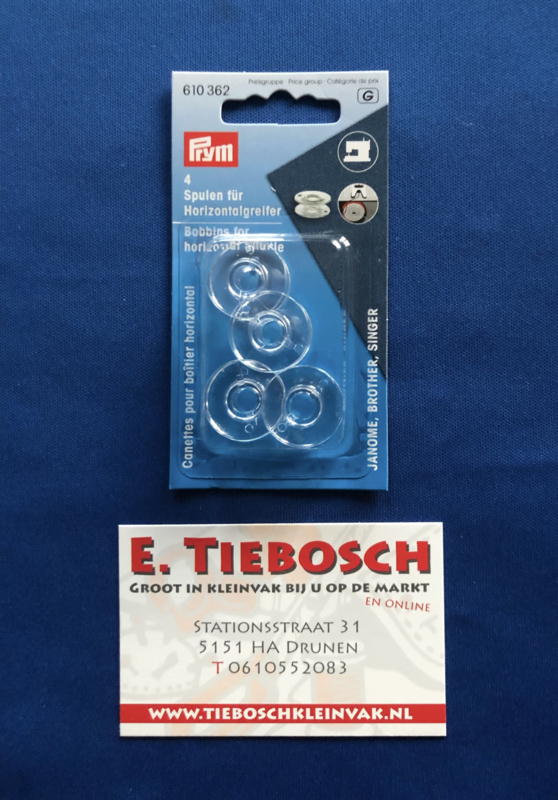 Preisgruppe · Price group · Catégorie de prix
610 362
G
Prym
4
Spulen für
Horizontalgreifer
Bobbins for
horizontal shuttle
Canettes pour boîtier horizontal
JANOME, BROTHER, SINGER
E. TIEBOSCH
GROOT IN KLEINVAK BIJ U OP DE MARKT
EN ONLINE
STATIONSSTRAAT 31
5151 HA DRUNEN
T 0610552083
WWW.TIEBOSCHKLEINVAK.NL